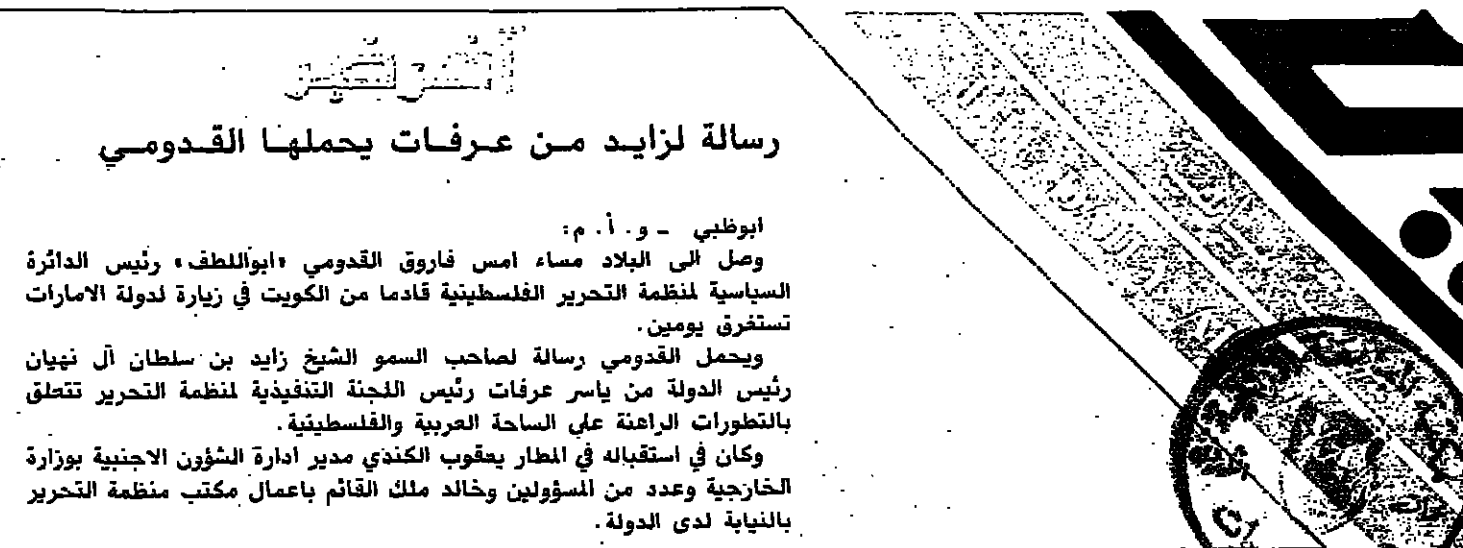 رسالة لزايد من عرفات يحملها القدومي
ابوظبي - و. أ. م:
وصل الى البلاد مساء امس فاروق القدومي «ابواللطف» رئيس الدائرة
السياسية لمنظمة التحرير الفلسطينية قادما من الكويت في زيارة لدولة الامارات
تستغرق يومين.
ويحمل القدومي رسالة لصاحب السمو الشيخ زايد بن سلطان آل نهيان
رئيس الدولة من ياسر عرفات رئيس اللجنة التنفيذية لمنظمة التحرير تتعلق
بالتطورات الراهنة على الساحة العربية والفلسطينية.
وكان في استقباله في المطار يعقوب الكندي مدير ادارة الشؤون الاجنبية بوزارة
الخارجية وعدد من المسؤولين وخالد ملك القائم باعمال مكتب منظمة التحرير
بالنيابة لدى الدولة.